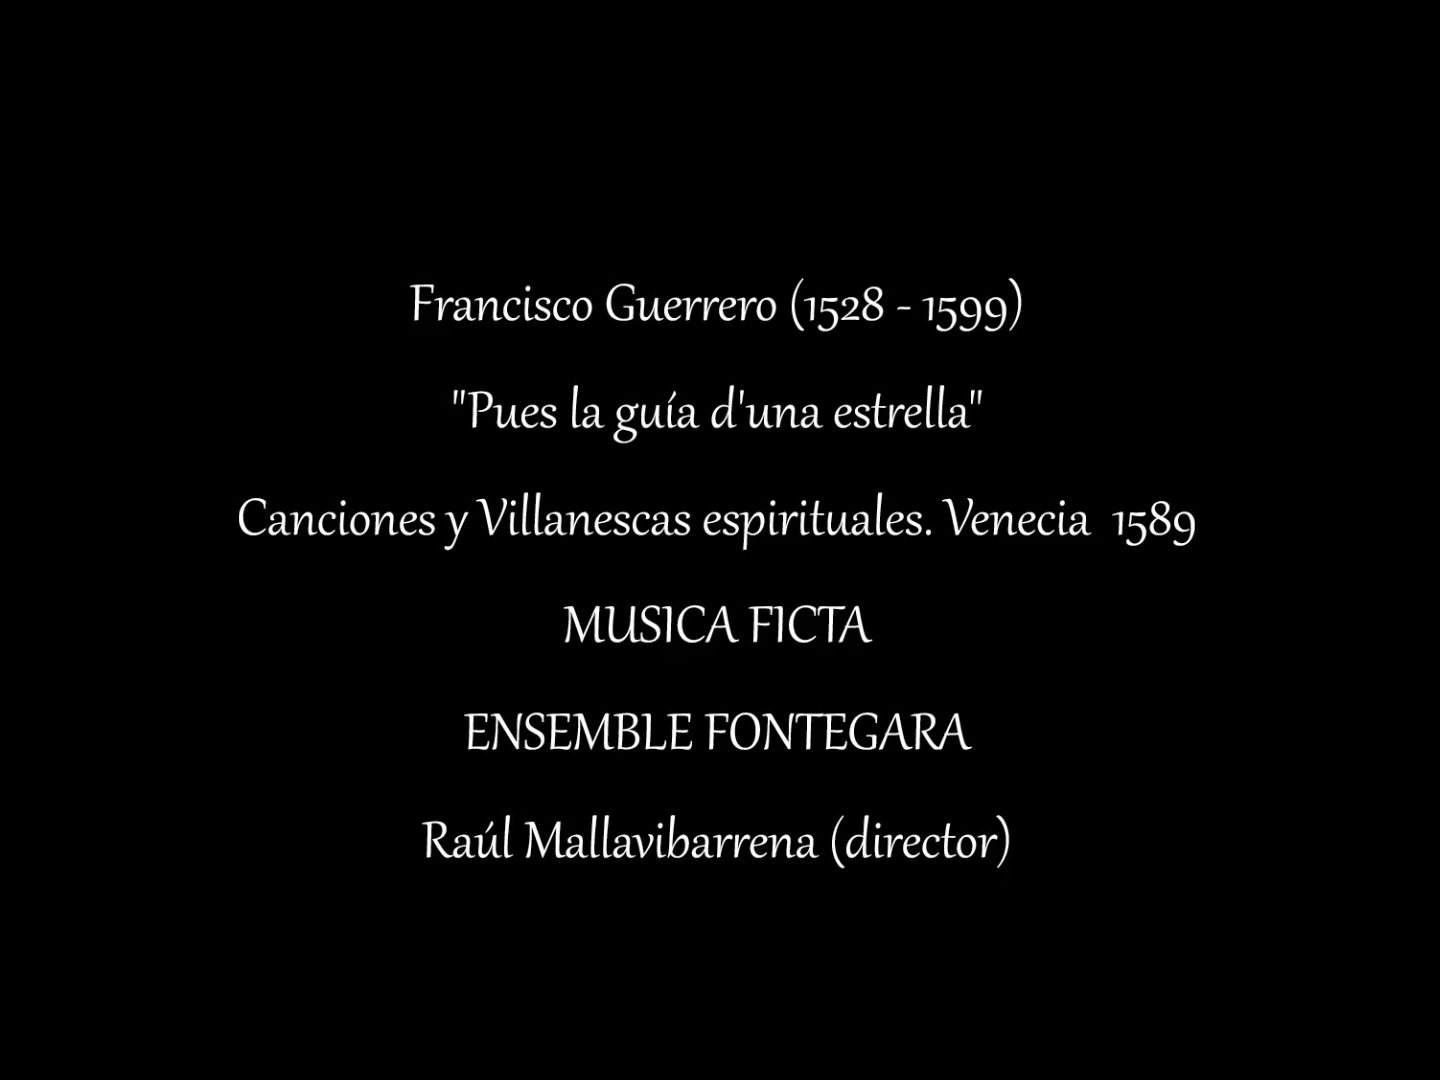 Francisco Guerrero (1528 - 1599)
"Pues la guía d'una estrella"
Canciones y Villanescas espirituales. Venecia  1589
MUSICA FICTA
ENSEMBLE FONTEGARA
Raúl Mallavibarrena (director)